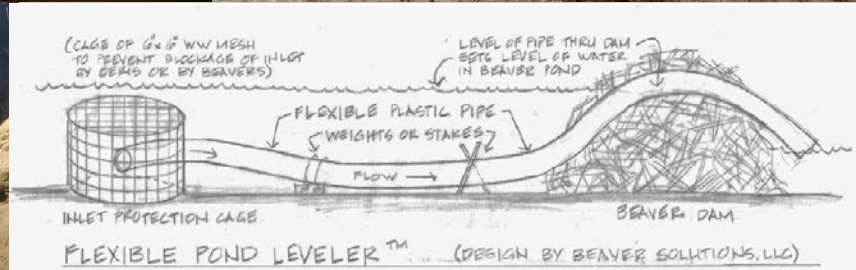 (CAGE OF 6"x6" WW MESH
TO PREVENT BLOCKAGE OF INLET
BY DEBRIS OR BY BEAVERS)
LEVEL OF PIPE THRU DAM
SETS LEVEL OF WATER
IN BEAVER POND
FLEXIBLE PLASTIC PIPE
WEIGHTS OR STAKES
FLOW →
INLET PROTECTION CAGE
BEAVER DAM
FLEXIBLE POND LEVELER™ (DESIGN BY BEAVER SOLUTIONS, LLC)